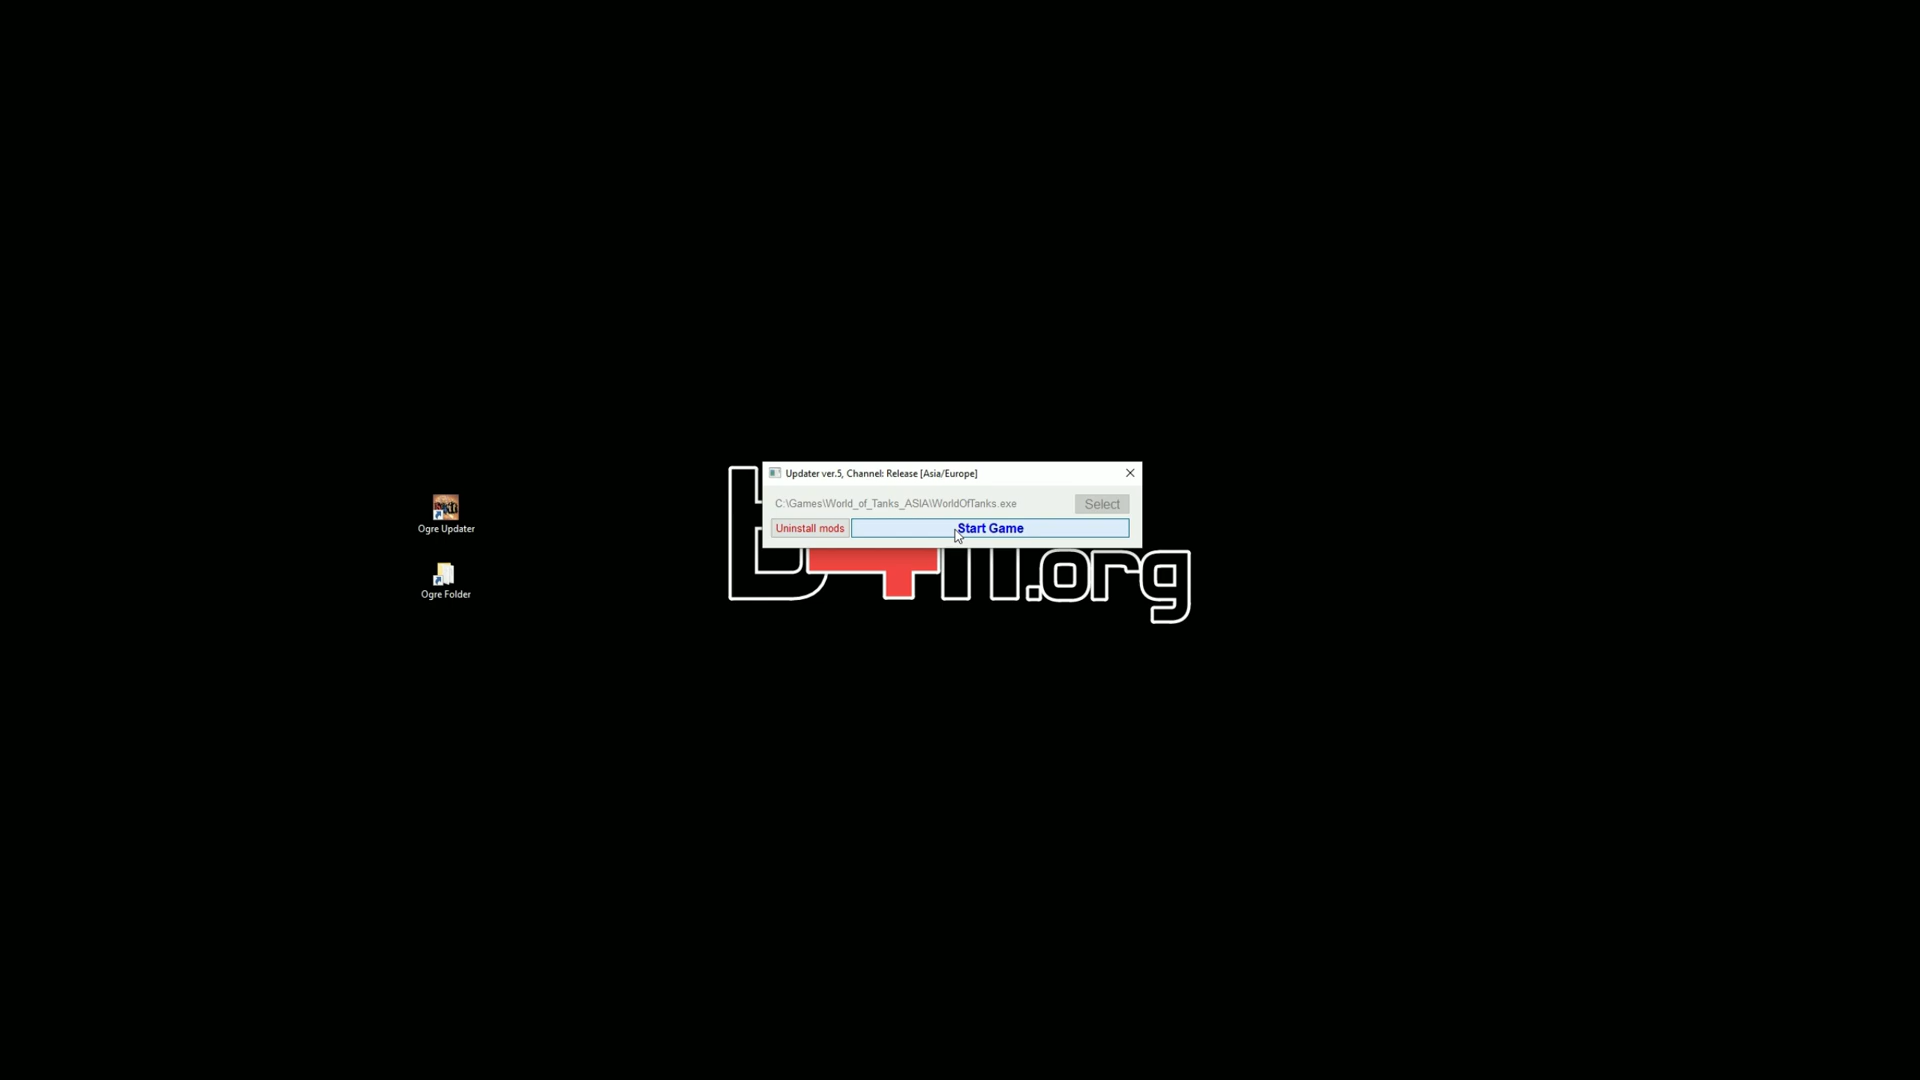 Updater ver.5, Channel: Release [Asia/Europe]
C:\Games\World_of_Tanks_ASIA\WorldOfTanks.exe
Select
Uninstall mods
Start Game
Ogre Updater
Ogre Folder
.org